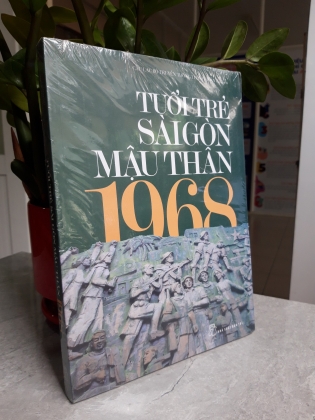 TUỔI TRẺ
SÀI GÒN
MẬU THÂN
1968